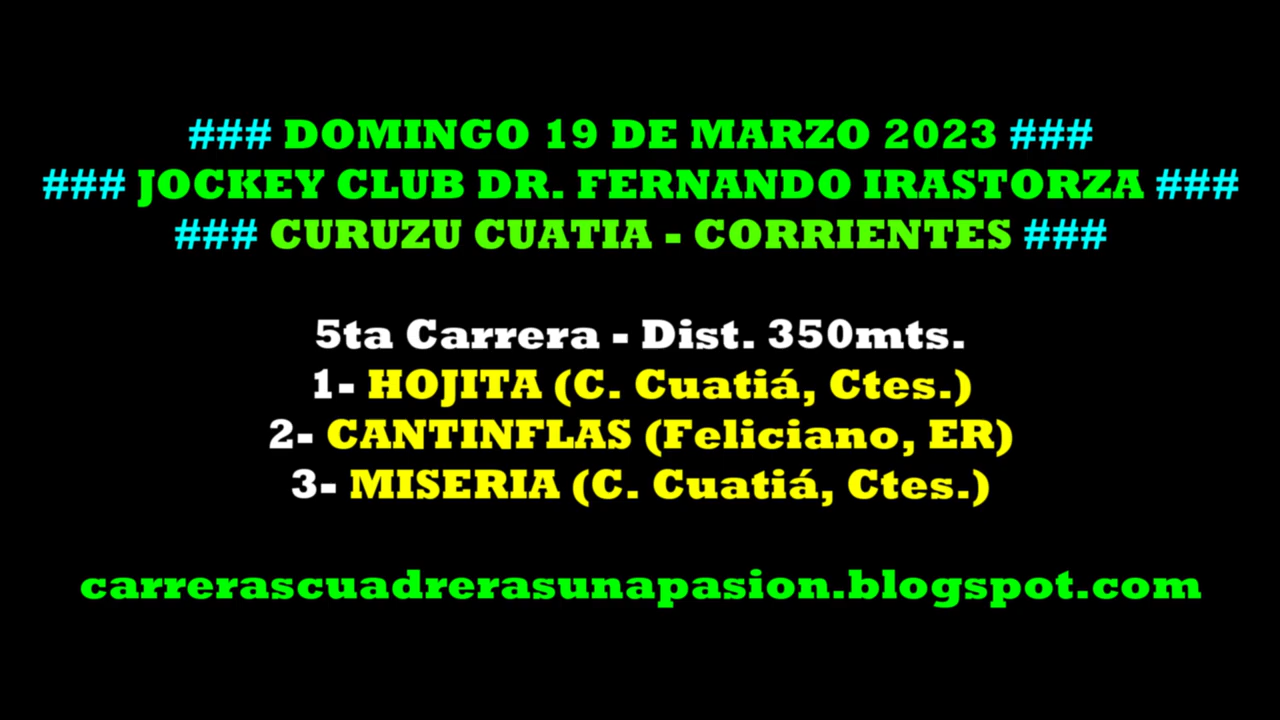 ### DOMINGO 19 DE MARZO 2023 ###
### JOCKEY CLUB DR. FERNANDO IRASTORZA ###
### CURUZU CUATIA - CORRIENTES ###
5ta Carrera - Dist. 350mts.
1- HOJITA (C. Cuatiá, Ctes.)
2- CANTINFLAS (Feliciano, ER)
3- MISERIA (C. Cuatiá, Ctes.)
carrerascuadrerasunapasion.blogspot.com